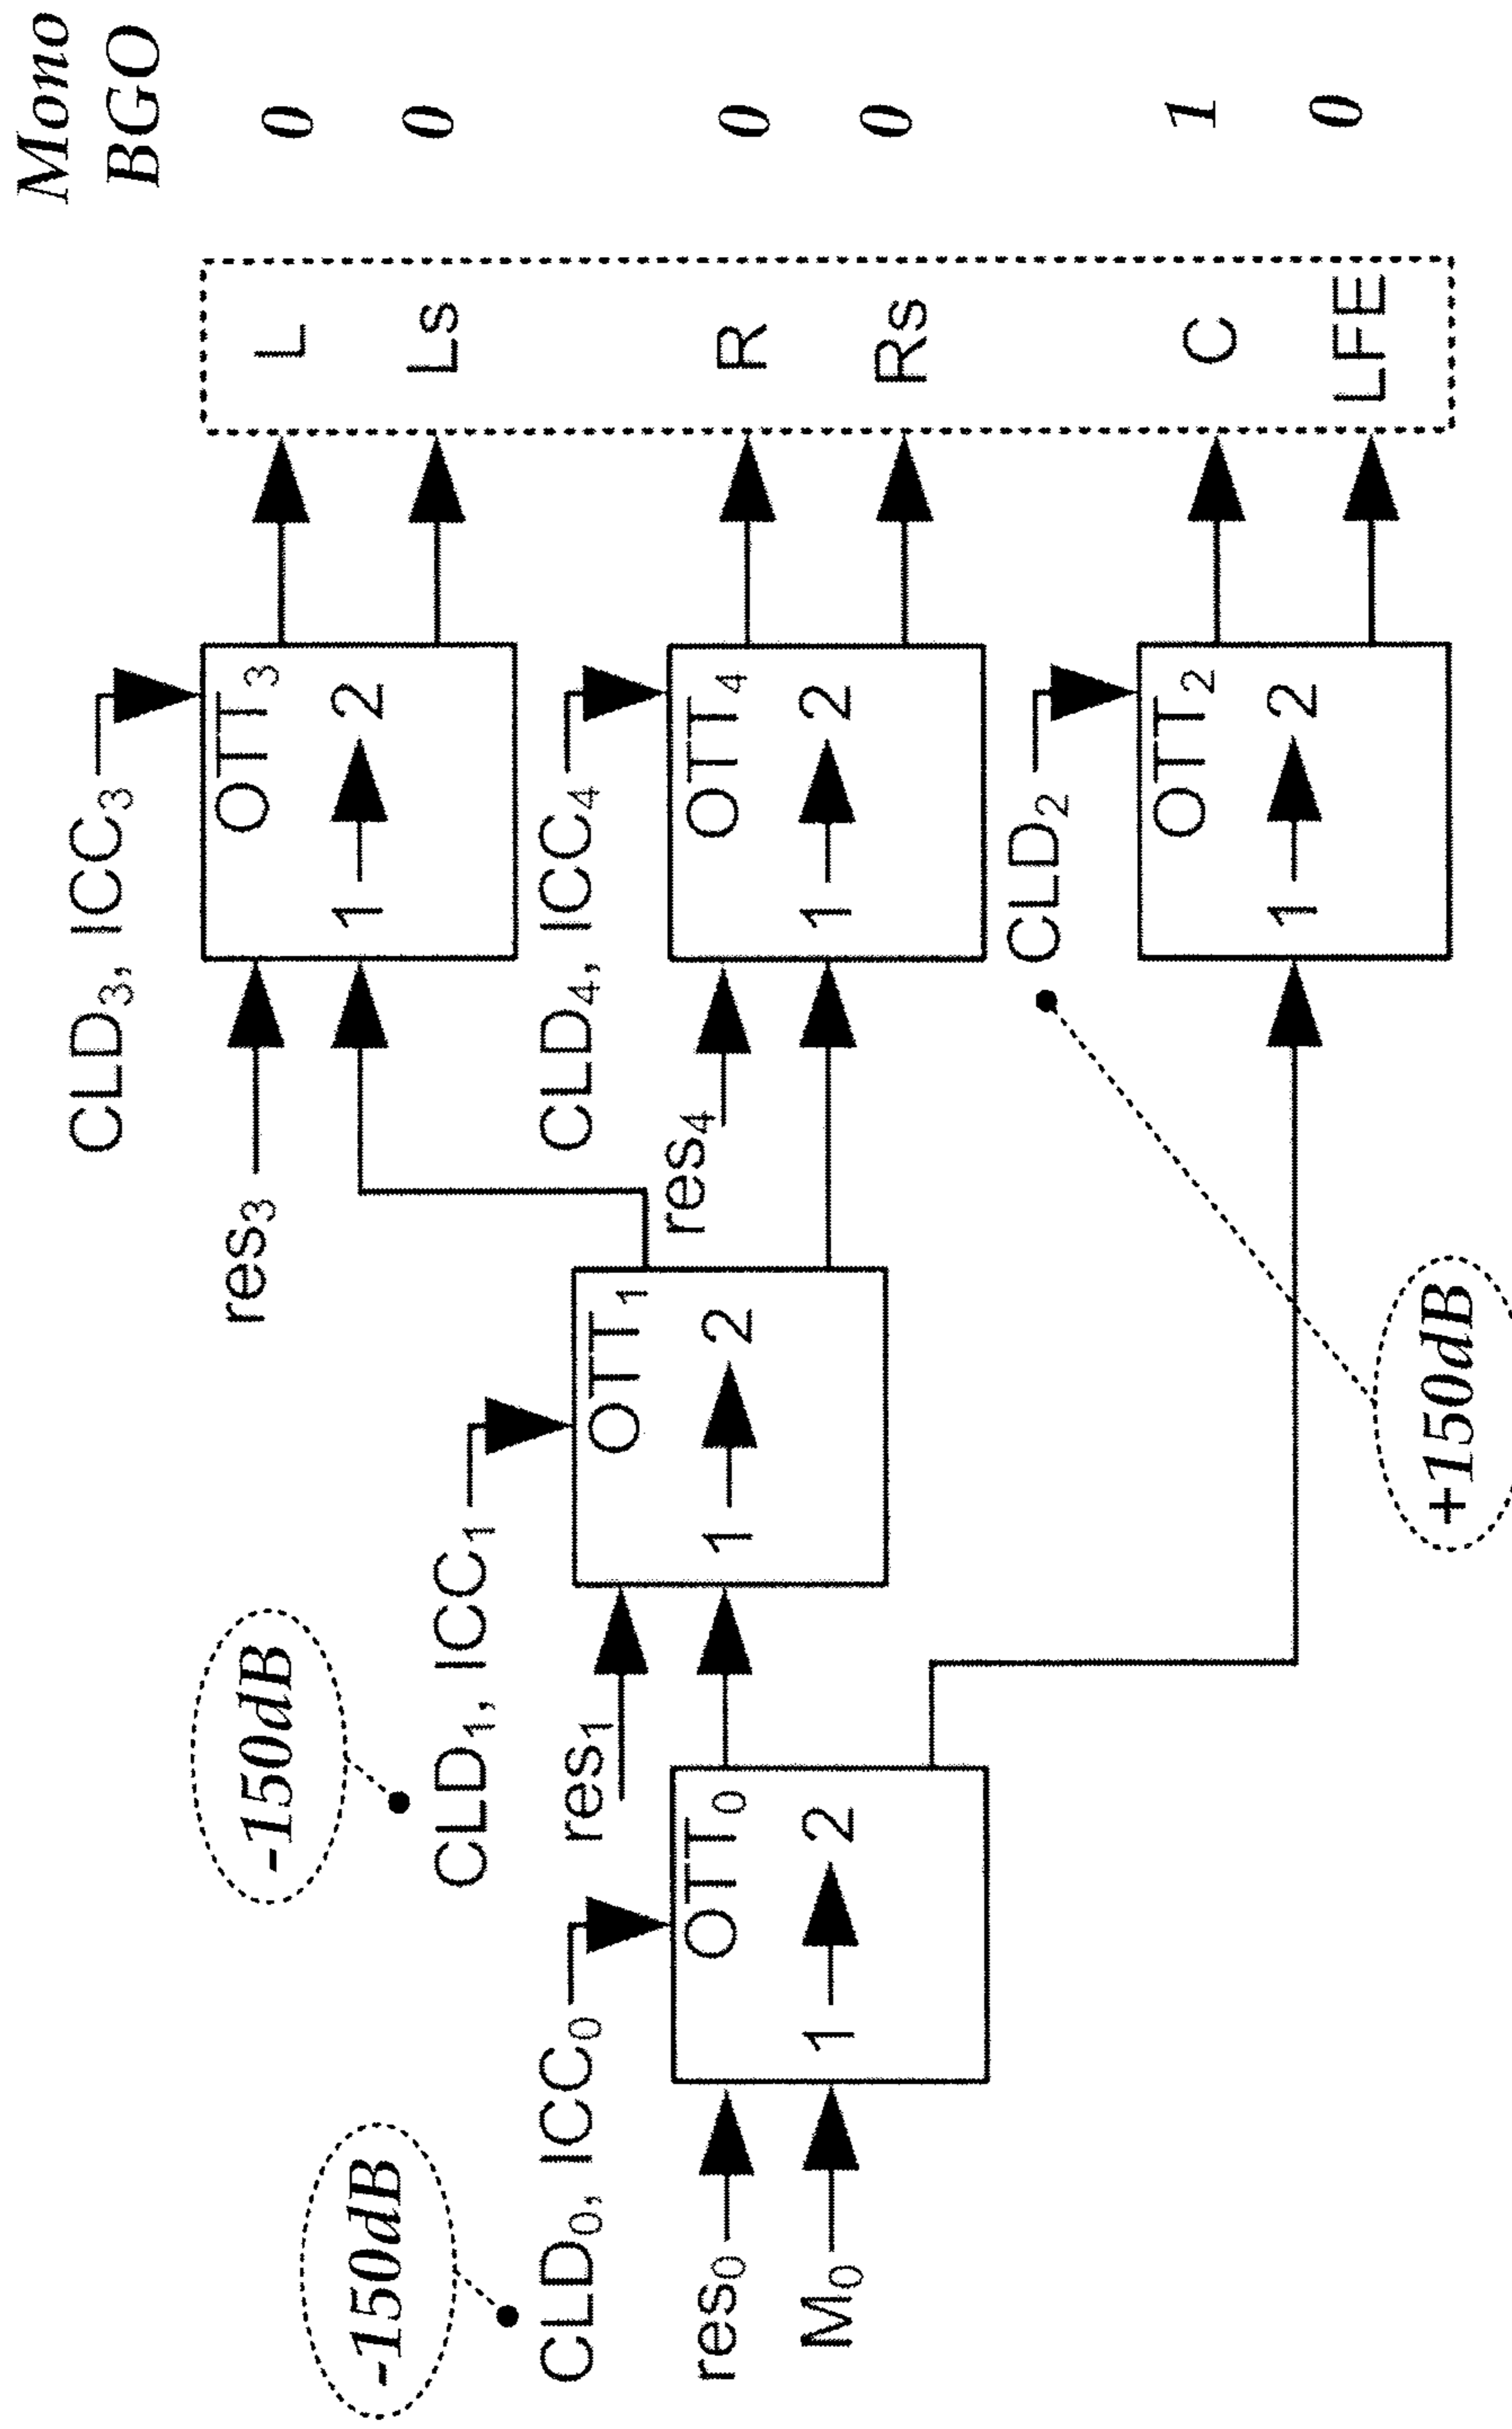 Mono
BGO
CLD3, ICC3
res3
OTT3
1 2
L 0
Ls 0
-150dB
CLD1, ICC1
res1
OTT1
1 2
CLD4, ICC4
res4
OTT4
1 2
R 0
Rs 0
-150dB
CLD0, ICC0
res0
M0
OTT0
1 2
CLD2
OTT2
1 2
C 1
LFE 0
+150dB